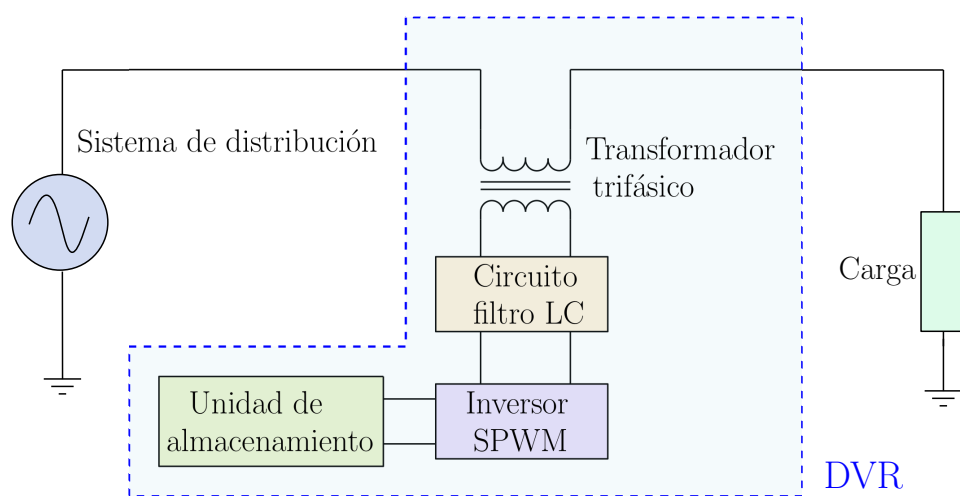 Sistema de distribución
Transformador
trifásico
Circuito
filtro LC
Carga
Unidad de
almacenamiento
Inversor
SPWM
DVR